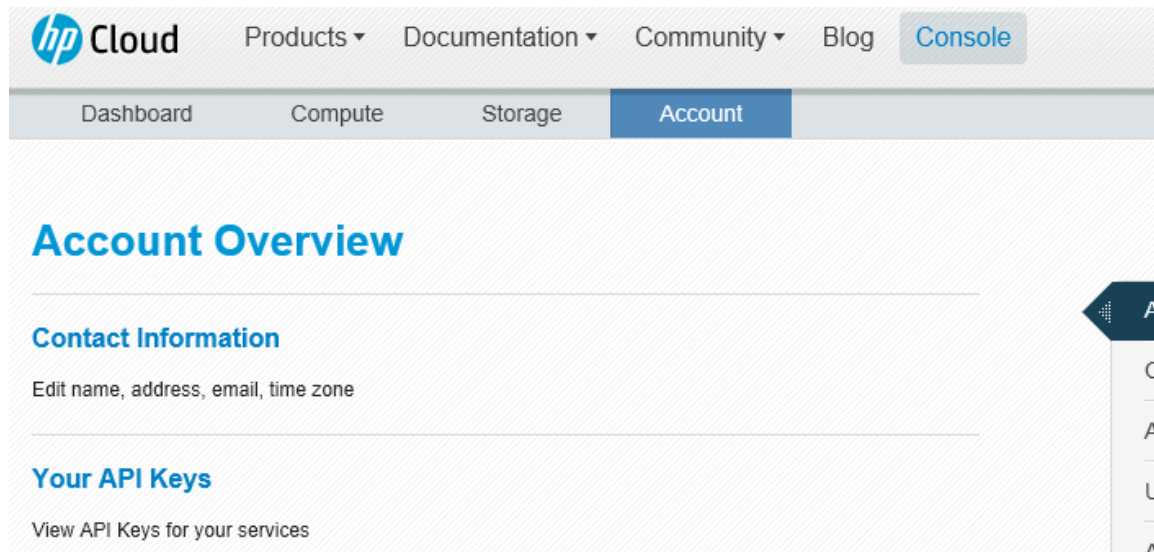 hp Cloud Products Documentation Community Blog Console
Dashboard Compute Storage Account
Account Overview
Contact Information
Edit name, address, email, time zone
Your API Keys
View API Keys for your services